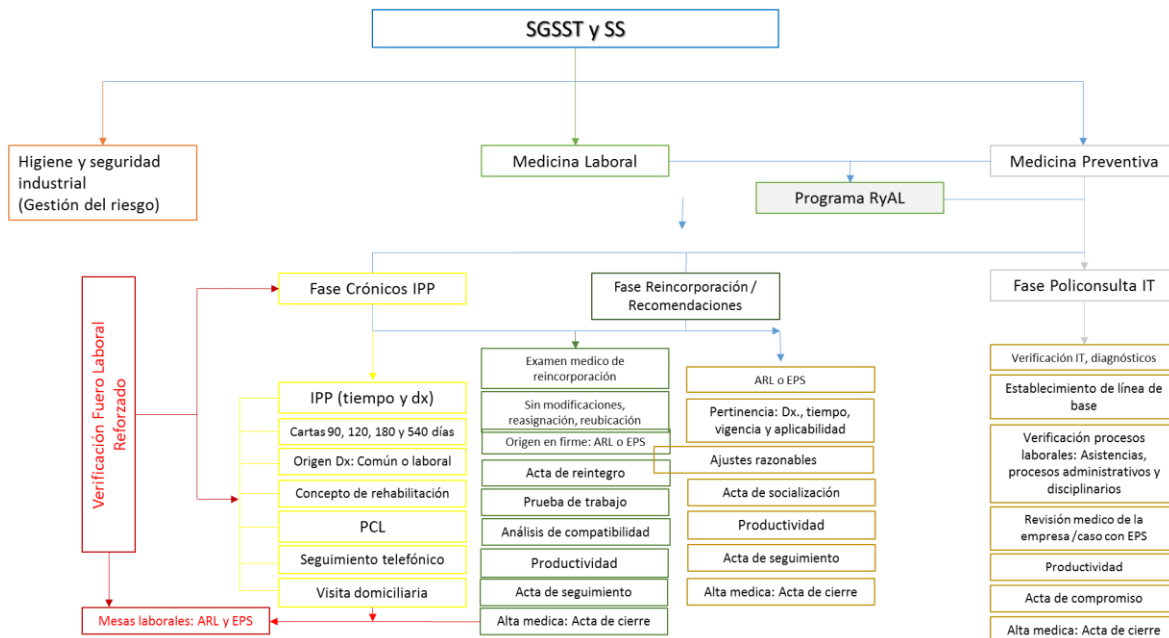 SGSST y SS
Higiene y seguridad
industrial
(Gestión del riesgo)
Medicina Laboral
Medicina Preventiva
Programa RyAL
Verificación Fuero Laboral
Reforzado
Fase Crónicos IPP
Fase Reincorporación /
Recomendaciones
Fase Policonsulta IT
IPP (tiempo y dx)
Cartas 90, 120, 180 y 540 días
Origen Dx: Común o laboral
Concepto de rehabilitación
PCL
Seguimiento telefónico
Visita domiciliaria
Mesas laborales: ARL y EPS
Examen medico de
reincorporación
Sin modificaciones,
reasignación, reubicación
Origen en firme: ARL o EPS
Acta de reintegro
Prueba de trabajo
Análisis de compatibilidad
Productividad
Acta de seguimiento
Alta medica: Acta de cierre
ARL o EPS
Pertinencia: Dx., tiempo,
vigencia y aplicabilidad
Ajustes razonables
Acta de socialización
Productividad
Acta de seguimiento
Alta medica: Acta de cierre
Verificación IT, diagnósticos
Establecimiento de línea de
base
Verificación procesos
laborales: Asistencias,
procesos administrativos y
disciplinarios
Revisión medico de la
empresa /caso con EPS
Productividad
Acta de compromiso
Alta medica: Acta de cierre